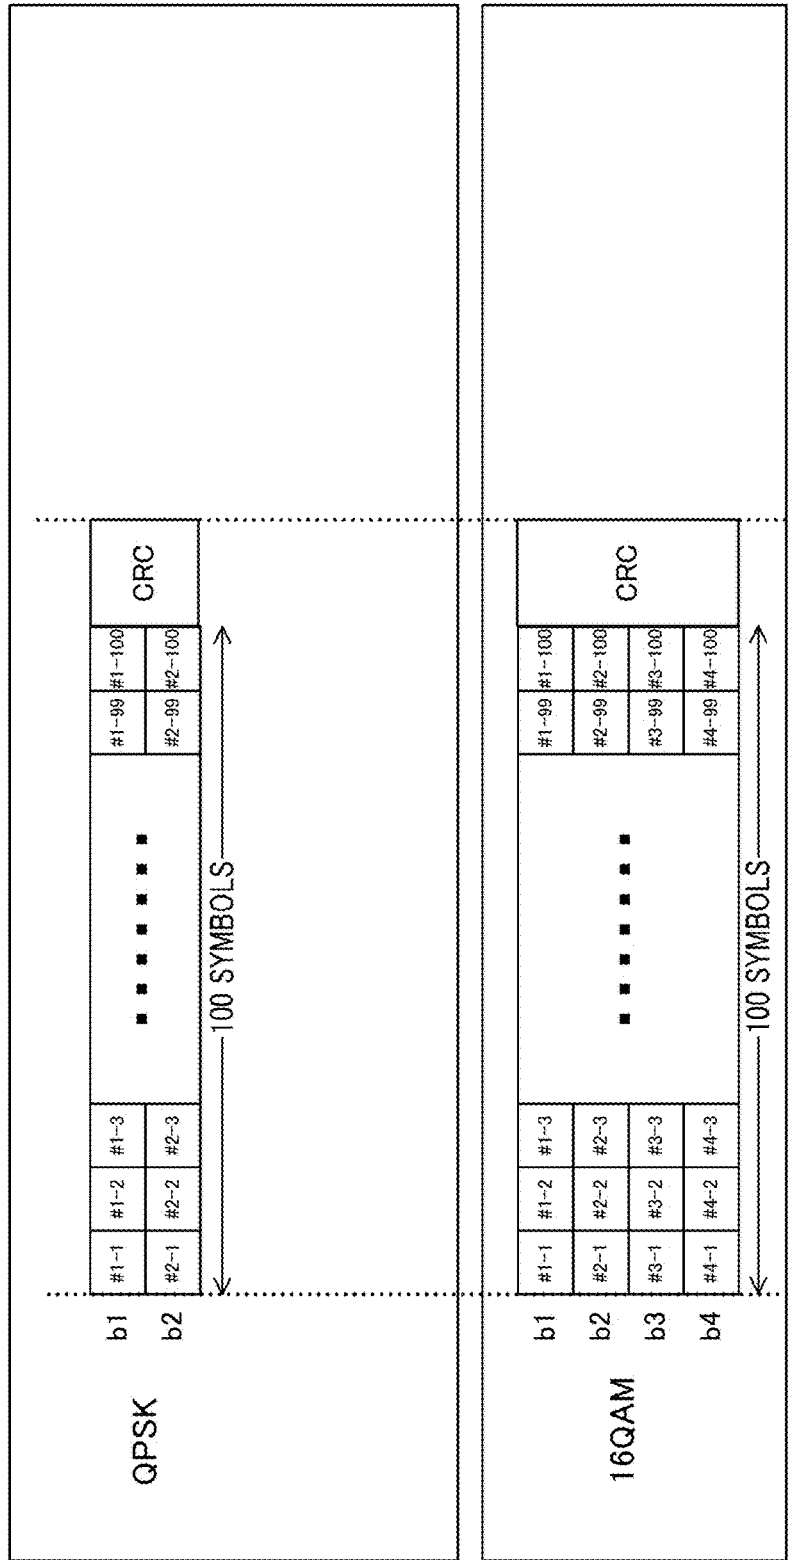 QPSK
b1 #1-1 #1-2 #1-3 #1-99 #1-100 CRC
b2 #2-1 #2-2 #2-3 #2-99 #2-100
100 SYMBOLS
16QAM
b1 #1-1 #1-2 #1-3 #1-99 #1-100 CRC
b2 #2-1 #2-2 #2-3 #2-99 #2-100
b3 #3-1 #3-2 #3-3 #3-99 #3-100
b4 #4-1 #4-2 #4-3 #4-99 #4-100
100 SYMBOLS